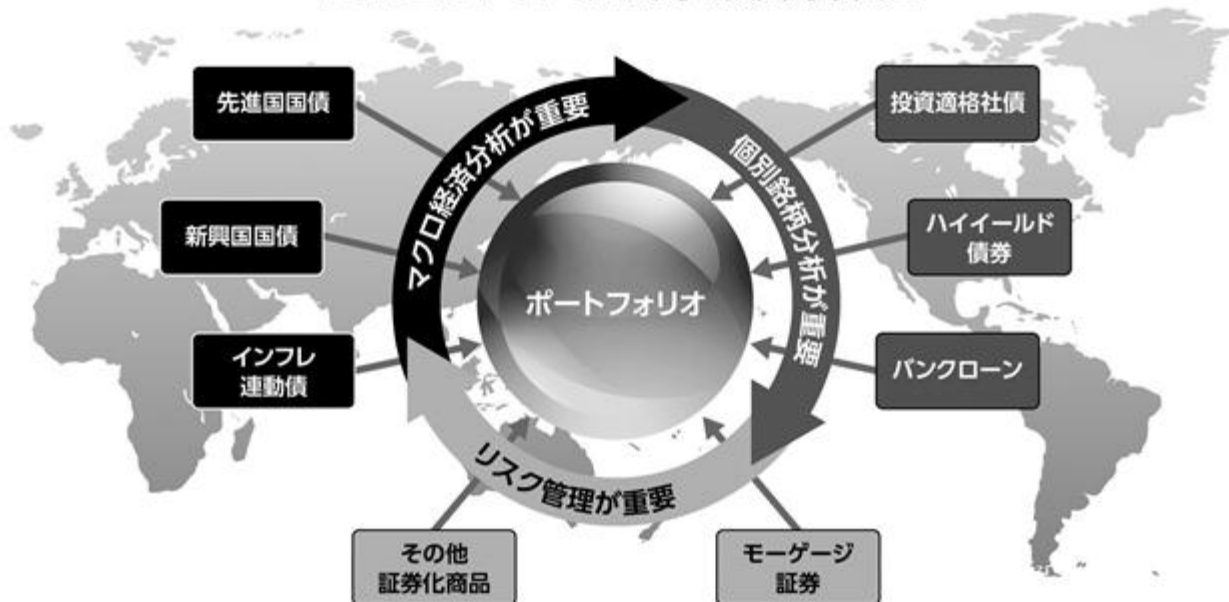 先進国国債
新興国国債
インフレ
連動債
マクロ経済分析が重要
個別銘柄分析が重要
リスク管理が重要
ポートフォリオ
投資適格社債
ハイイールド
債券
バンクローン
その他
証券化商品
モーゲージ
証券